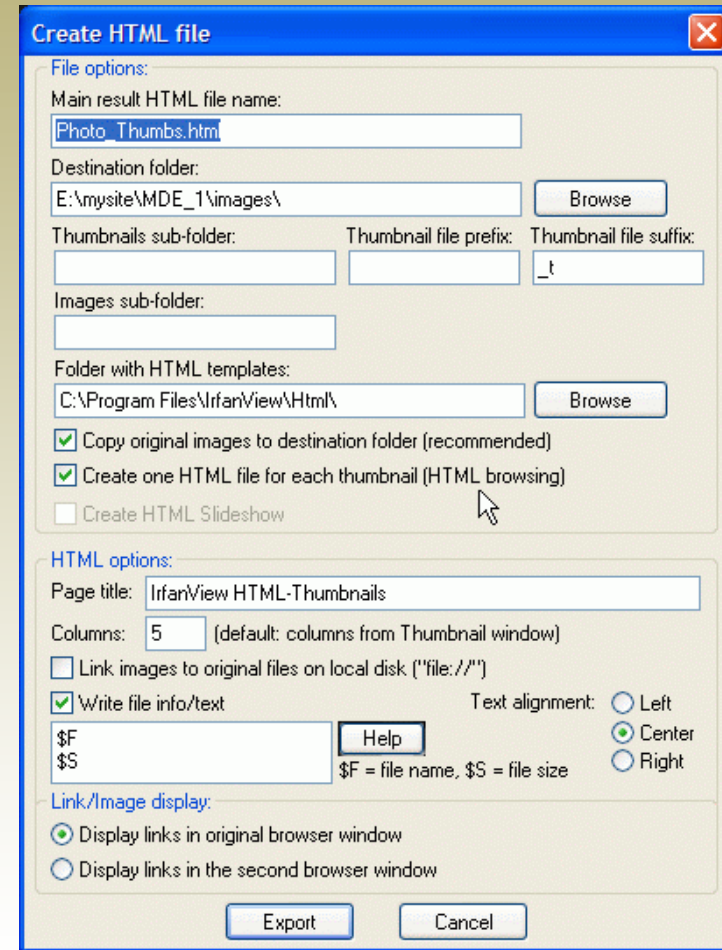 Create HTML file
File options:
Main result HTML file name:
Photo_Thumbs.html
Destination folder:
E:\mysite\MDE_1\images\ Browse
Thumbnails sub-folder: Thumbnail file prefix: Thumbnail file suffix:
_t
Images sub-folder:
Folder with HTML templates:
C:\Program Files\IrfanView\Html\ Browse
Copy original images to destination folder (recommended)
Create one HTML file for each thumbnail (HTML browsing)
Create HTML Slideshow
HTML options:
Page title: IrfanView HTML-Thumbnails
Columns: 5 (default: columns from Thumbnail window)
Link images to original files on local disk ("file://")
Write file info/text Text alignment: Left
$F Help Center
$S $F = file name, $S = file size Right
Link/Image display:
Display links in original browser window
Display links in the second browser window
Export Cancel